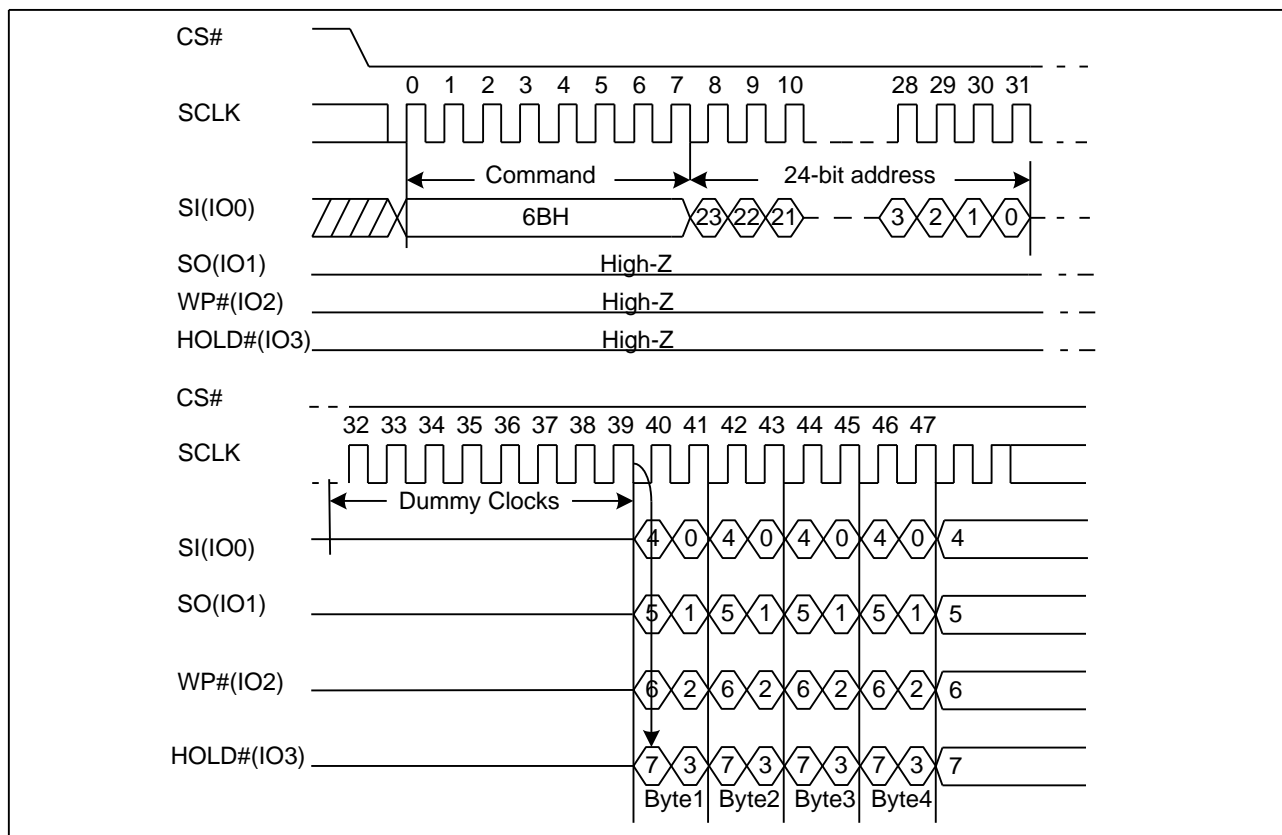 CS#
0 1 2 3 4 5 6 7 8 9 10 28 29 30 31
SCLK
Command 24-bit address
SI(IO0) 6BH 23 22 21 3 2 1 0
SO(IO1) High-Z
WP#(IO2) High-Z
HOLD#(IO3) High-Z
CS#
32 33 34 35 36 37 38 39 40 41 42 43 44 45 46 47
SCLK
Dummy Clocks
SI(IO0) 4 0 4 0 4 0 4 0 4
SO(IO1) 5 1 5 1 5 1 5 1 5
WP#(IO2) 6 2 6 2 6 2 6 2 6
HOLD#(IO3) 7 3 7 3 7 3 7 3 7
Byte1 Byte2 Byte3 Byte4